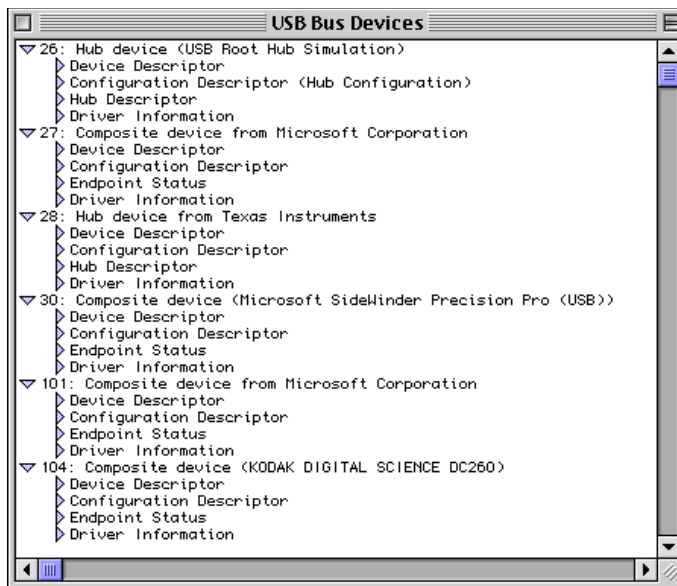 USB Bus Devices
26: Hub device (USB Root Hub Simulation)
Device Descriptor
Configuration Descriptor (Hub Configuration)
Hub Descriptor
Driver Information
27: Composite device from Microsoft Corporation
Device Descriptor
Configuration Descriptor
Endpoint Status
Driver Information
28: Hub device from Texas Instruments
Device Descriptor
Configuration Descriptor
Hub Descriptor
Driver Information
30: Composite device (Microsoft SideWinder Precision Pro (USB))
Device Descriptor
Configuration Descriptor
Endpoint Status
Driver Information
101: Composite device from Microsoft Corporation
Device Descriptor
Configuration Descriptor
Endpoint Status
Driver Information
104: Composite device (KODAK DIGITAL SCIENCE DC260)
Device Descriptor
Configuration Descriptor
Endpoint Status
Driver Information